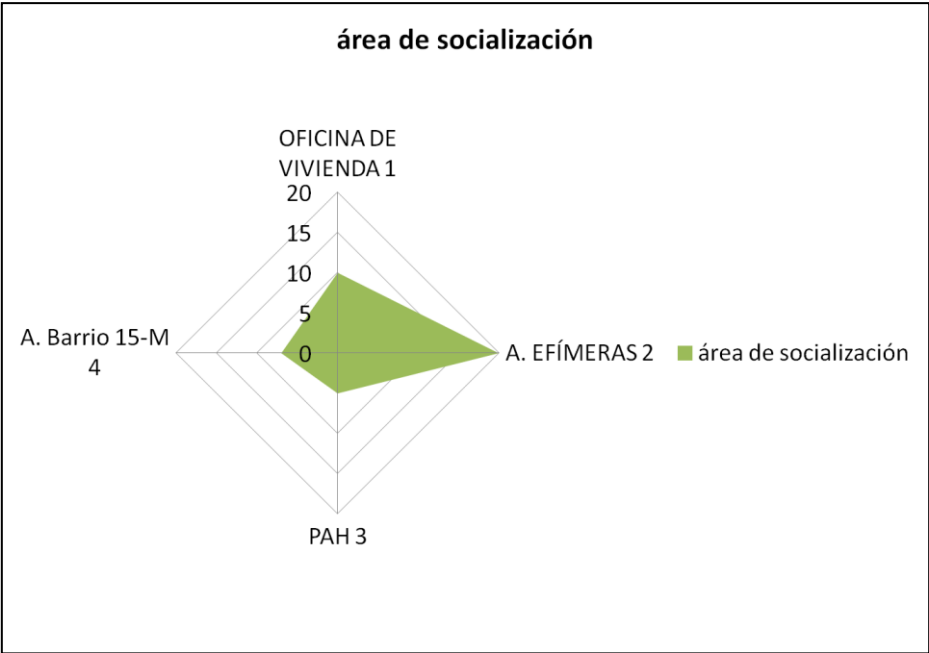 área de socialización
OFICINA DE
VIVIENDA 1
20
15
10
5
0
A. Barrio 15-M
4
A. EFÍMERAS 2
área de socialización
PAH 3